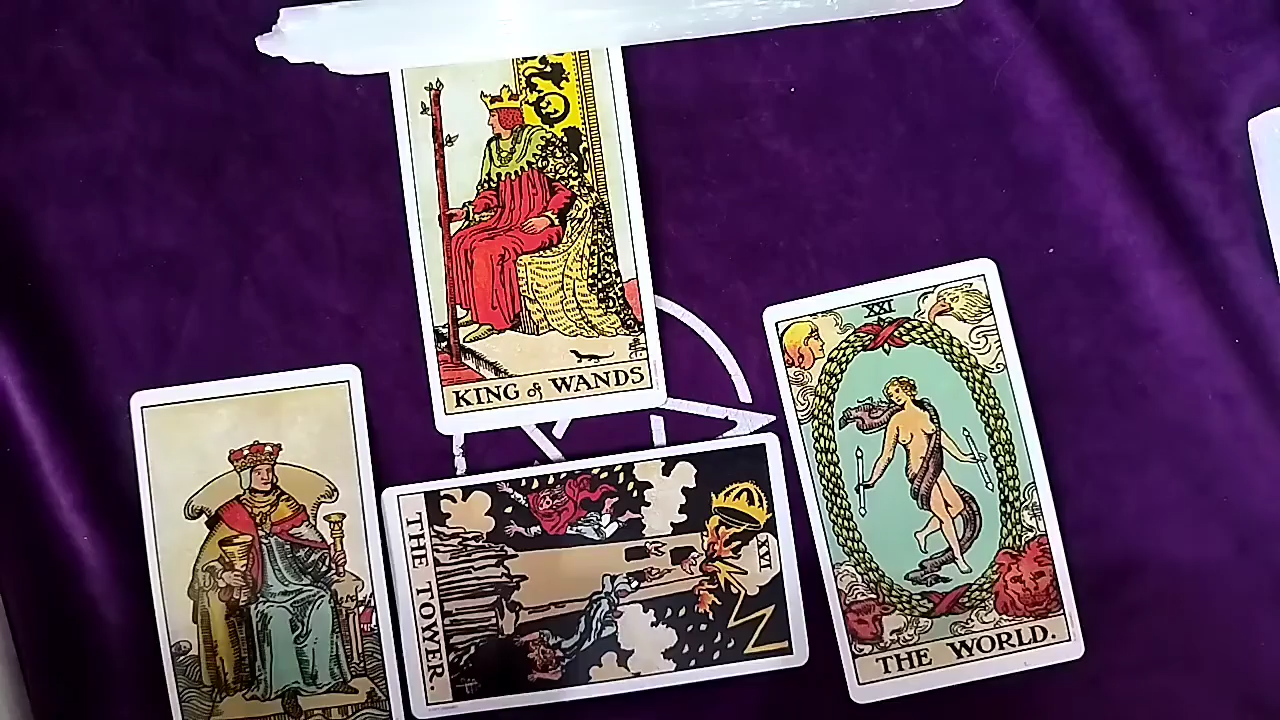 KING of WANDS
XXI
THE WORLD.
THE TOWER.
XVI